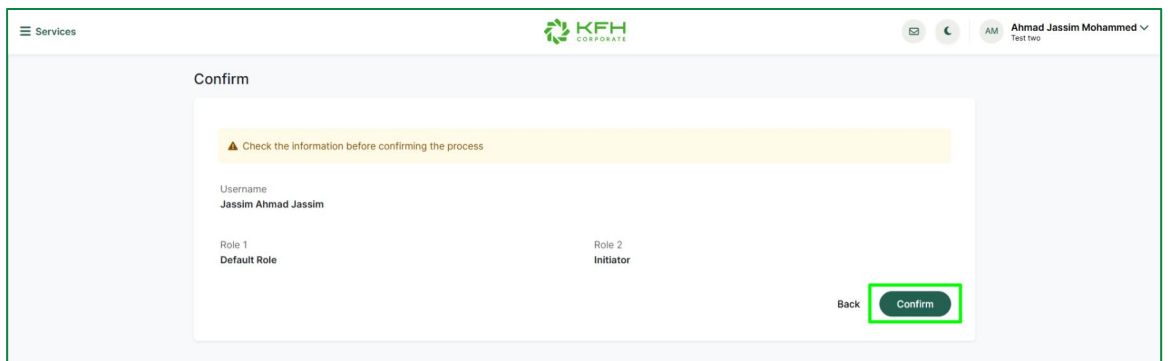 Services
KFH
CORPORATE
AM
Ahmad Jassim Mohammed
Test two
Confirm
Check the information before confirming the process
Username
Jassim Ahmad Jassim
Role 1
Role 2
Default Role
Initiator
Back
Confirm